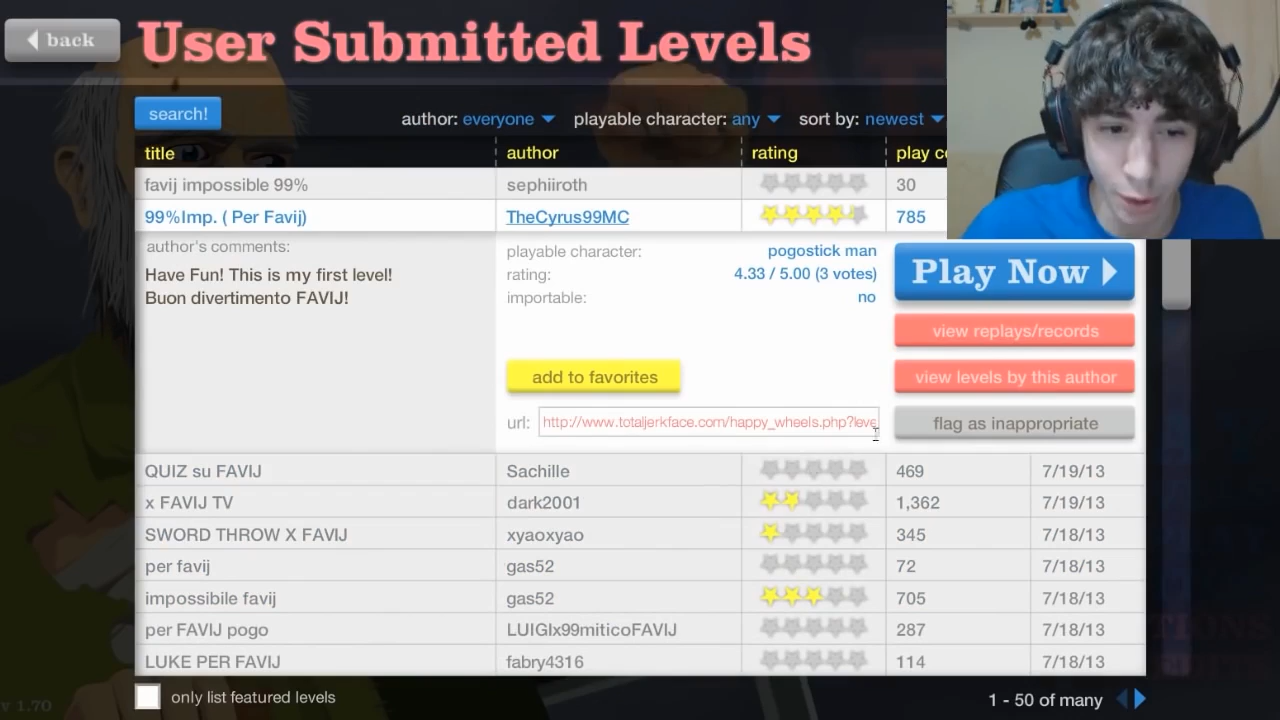 back
User Submitted Levels
search!
author: everyone
playable character: any
sort by: newest
title
author
rating
play co
favij impossible 99%
sephiiroth
30
99%Imp. ( Per Favij)
TheCyrus99MC
785
author's comments:
Have Fun! This is my first level!
Buon divertimento FAVIJ!
playable character:
pogostick man
rating:
4.33 / 5.00 (3 votes)
importable:
no
Play Now
view replays/records
add to favorites
view levels by this author
url:
http://www.totaljerkface.com/happy_wheels.php?leve
flag as inappropriate
QUIZ su FAVIJ
Sachille
469
7/19/13
x FAVIJ TV
dark2001
1,362
7/19/13
SWORD THROW X FAVIJ
xyaoxyao
345
7/18/13
per favij
gas52
72
7/18/13
impossibile favij
gas52
705
7/18/13
per FAVIJ pogo
LUIGIx99miticoFAVIJ
287
7/18/13
LUKE PER FAVIJ
fabry4316
114
7/18/13
only list featured levels
1 - 50 of many
v 1.70